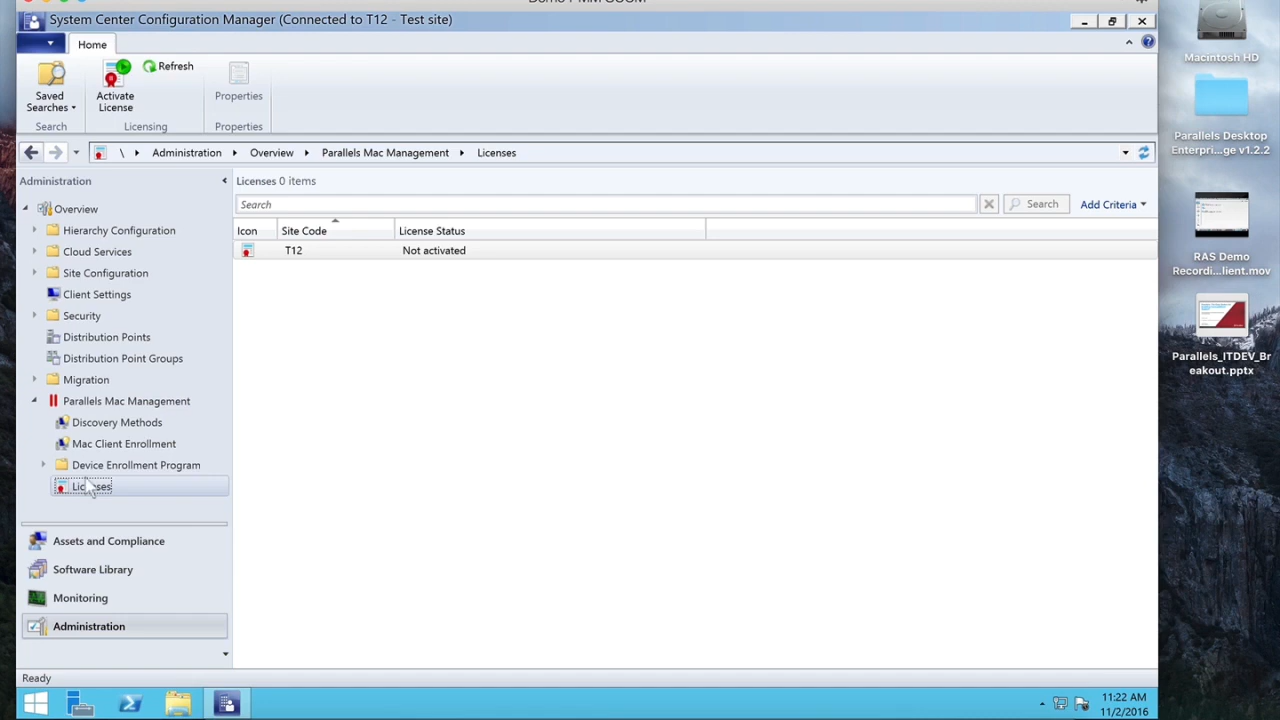 System Center Configuration Manager (Connected to T12 - Test site)
Home
Saved
Searches
Activate
License
Refresh
Properties
Search
Licensing
Properties
\ Administration Overview Parallels Mac Management Licenses
Administration
Overview
Hierarchy Configuration
Cloud Services
Site Configuration
Client Settings
Security
Distribution Points
Distribution Point Groups
Migration
Parallels Mac Management
Discovery Methods
Mac Client Enrollment
Device Enrollment Program
Licenses
Assets and Compliance
Software Library
Monitoring
Administration
Licenses 0 items
Search
Search
Add Criteria
Icon Site Code License Status
T12 Not activated
Ready
11:22 AM
11/2/2016
Macintosh HD
Parallels Desktop
Enterpri...ge v1.2.2
RAS Demo
Recordi...lient.mov
Parallels_ITDEV_Br
eakout.pptx